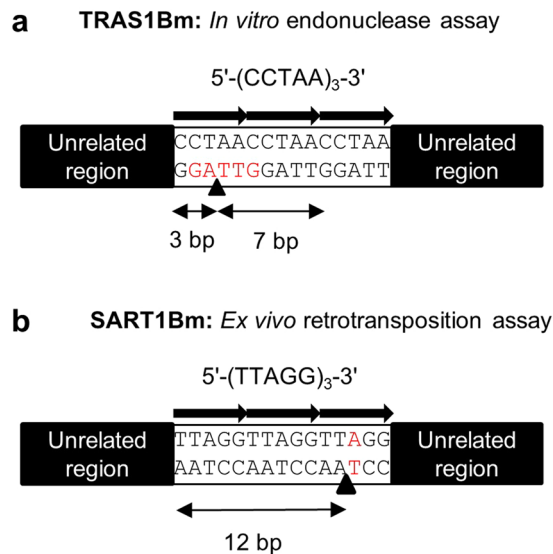 a TRAS1Bm: In vitro endonuclease assay
5'-(CCTAA)₃-3'
Unrelated region
CCTAACCTAACCTAA
GGATTGGATTGGATT
Unrelated region
3 bp
7 bp
b SART1Bm: Ex vivo retrotransposition assay
5'-(TTAGG)₃-3'
Unrelated region
TTAGGTTAGGTTAGG
AATCCAATCCAATCC
Unrelated region
12 bp